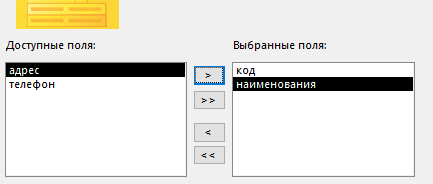 Доступные поля:
Выбранные поля:
адрес
телефон
>
>>
<
<<
код
наименования